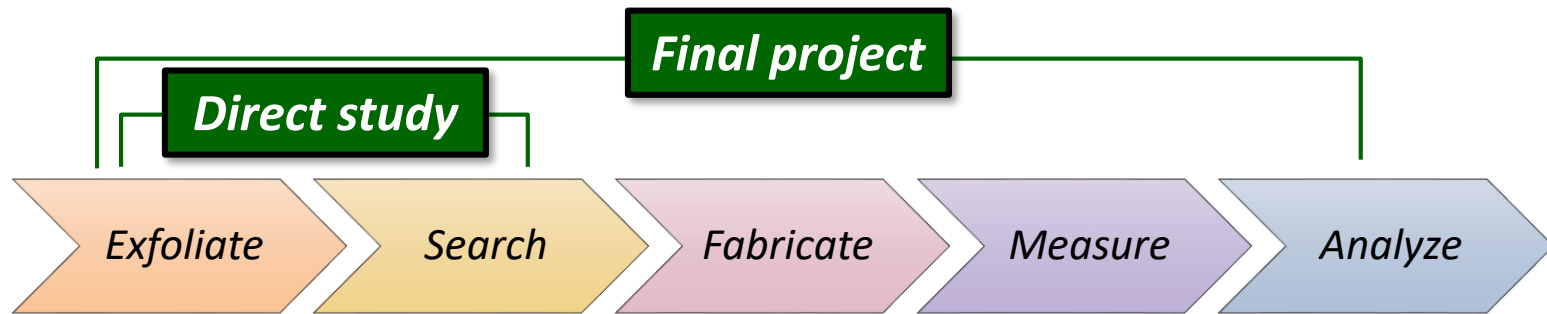 Final project
Direct study
Exfoliate
Search
Fabricate
Measure
Analyze